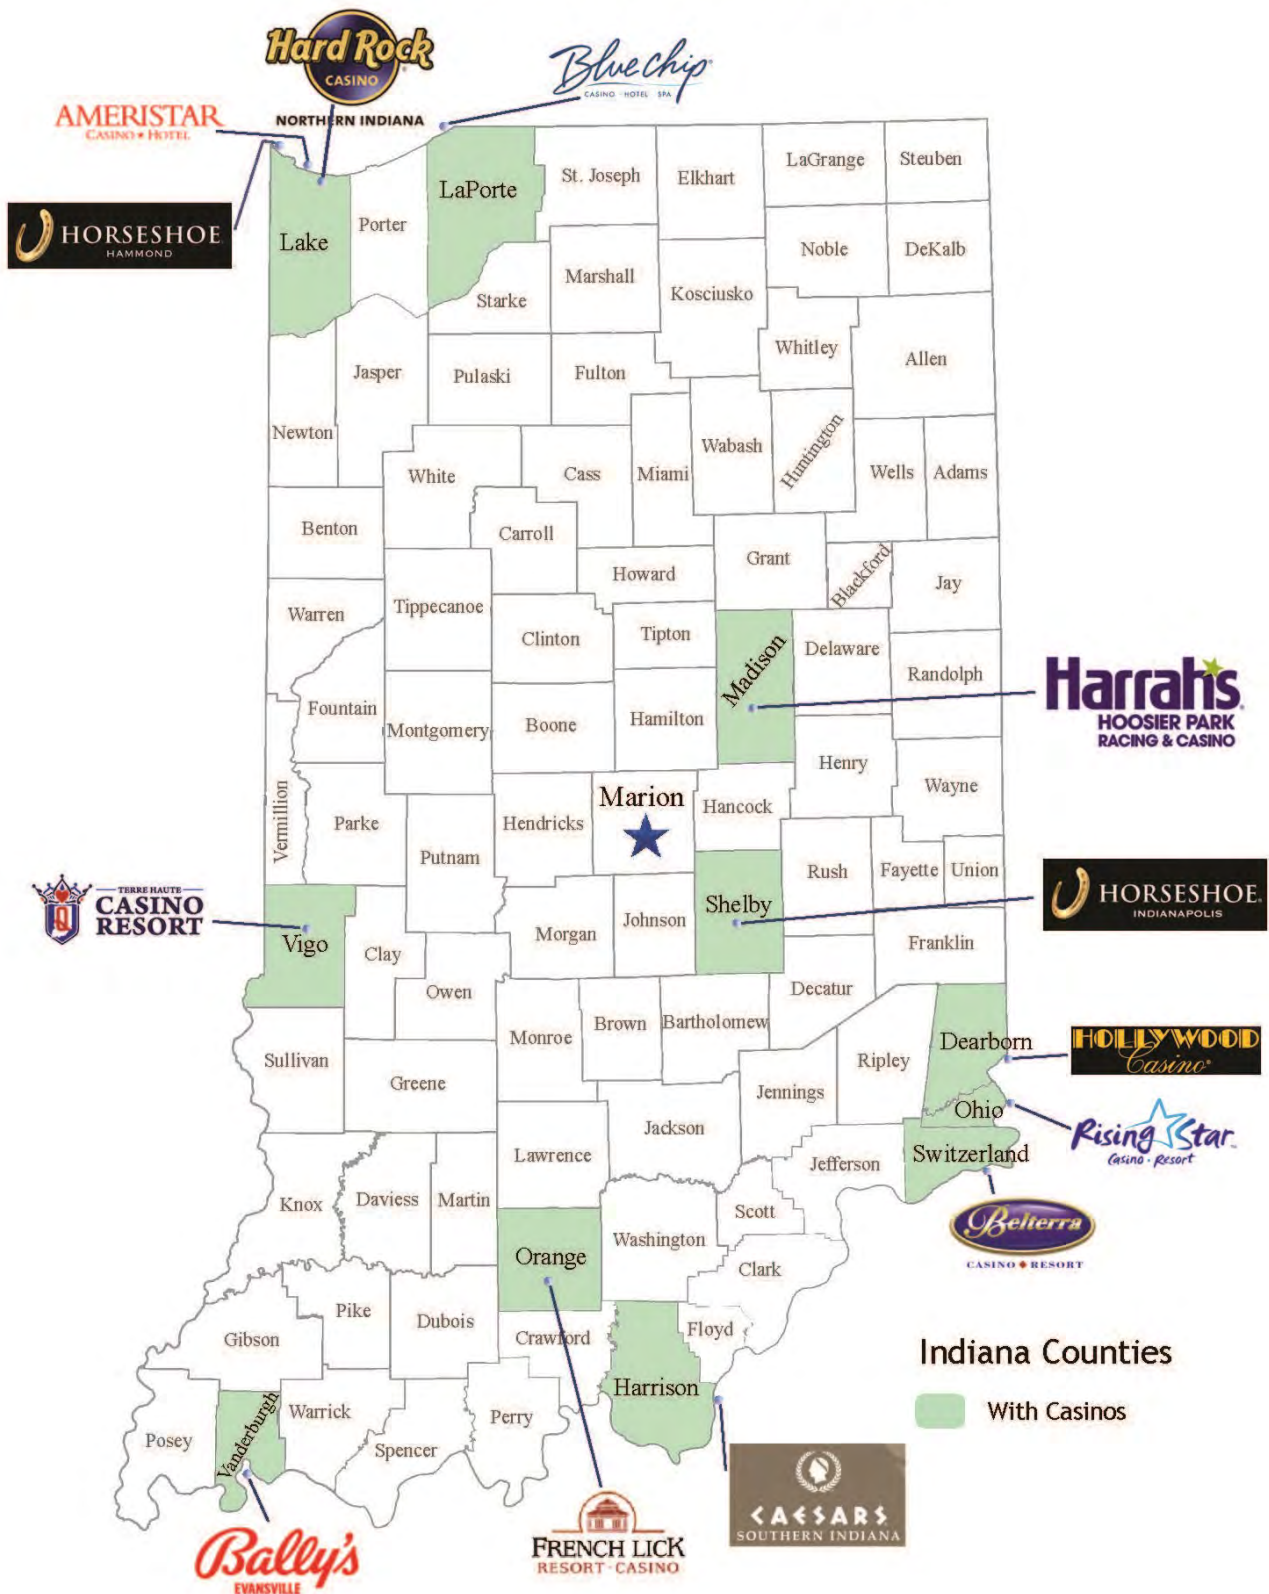 Hard Rock
CASINO
NORTHERN INDIANA
Bluechip
CASINO · HOTEL · SPA
AMERISTAR
CASINO • HOTEL
HORSESHOE
HAMMOND
Lake
Porter
LaPorte
St. Joseph
Elkhart
LaGrange
Steuben
Noble
DeKalb
Starke
Marshall
Kosciusko
Whitley
Allen
Newton
Jasper
Pulaski
Fulton
Wabash
Huntington
Wells
Adams
Miami
Cass
White
Benton
Carroll
Howard
Grant
Blackford
Jay
Warren
Tippecanoe
Clinton
Tipton
Madison
Delaware
Randolph
Harrah's
HOOSIER PARK
RACING & CASINO
Fountain
Montgomery
Boone
Hamilton
Henry
Wayne
Vermillion
Parke
Putnam
Hendricks
Marion
Hancock
Rush
Fayette
Union
TERRE HAUTE
CASINO
RESORT
Q
Vigo
Clay
Owen
Morgan
Johnson
Shelby
HORSESHOE
INDIANAPOLIS
Franklin
Decatur
Sullivan
Greene
Monroe
Brown
Bartholomew
Jennings
Ripley
Dearborn
HOLLYWOOD
Casino
Ohio
Rising Star
Casino · Resort
Switzerland
Belterra
CASINO ◆ RESORT
Jefferson
Jackson
Lawrence
Knox
Daviess
Martin
Orange
Washington
Scott
Clark
Floyd
Gibson
Pike
Dubois
Crawford
Harrison
Posey
Vanderburgh
Warrick
Spencer
Perry
Indiana Counties
With Casinos
CAESARS
SOUTHERN INDIANA
FRENCH LICK
RESORT · CASINO
Bally's
EVANSVILLE